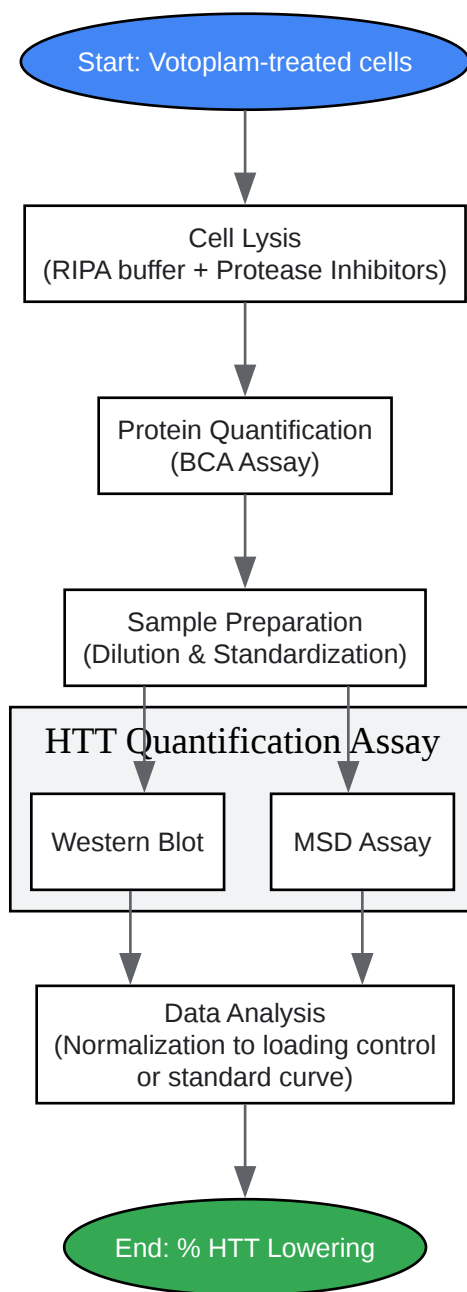 Start: Votoplam-treated cells
Cell Lysis
(RIPA buffer + Protease Inhibitors)
Protein Quantification
(BCA Assay)
Sample Preparation
(Dilution & Standardization)
HTT Quantification Assay
Western Blot
MSD Assay
Data Analysis
(Normalization to loading control
or standard curve)
End: % HTT Lowering